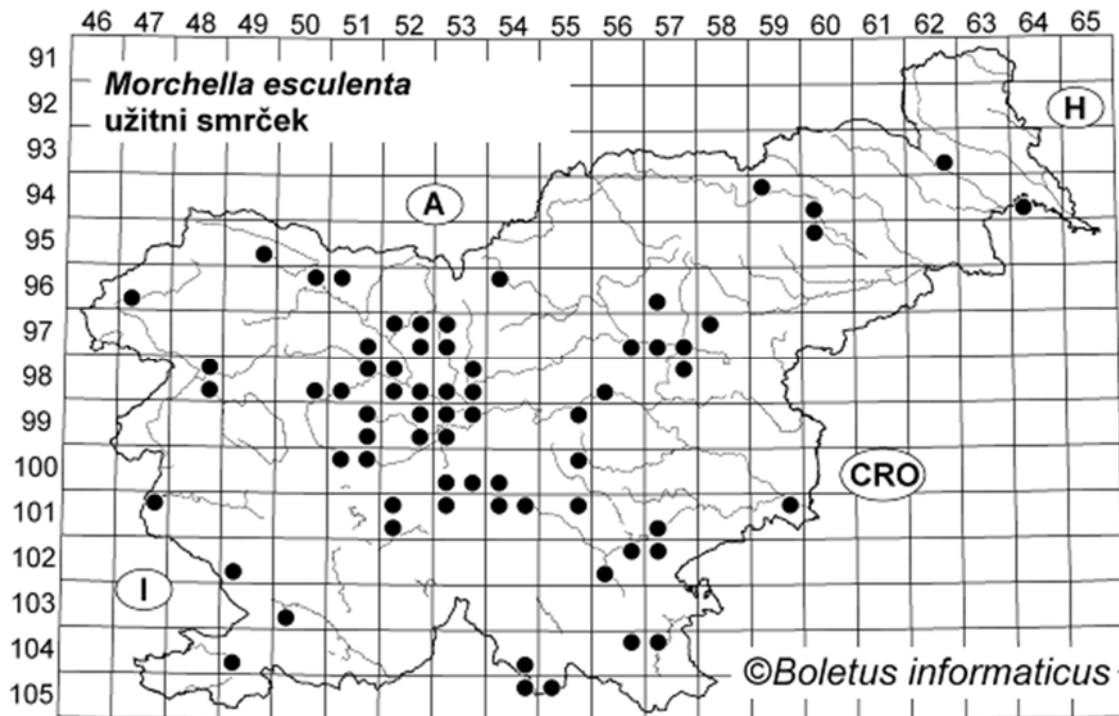 46 47 48 49 50 51 52 53 54 55 56 57 58 59 60 61 62 63 64 65
91
Morchella esculenta
92
užitni smrček
H
93
94
A
95
96
97
98
99
100
CRO
101
102
I
103
104
©Boletus informaticus
105